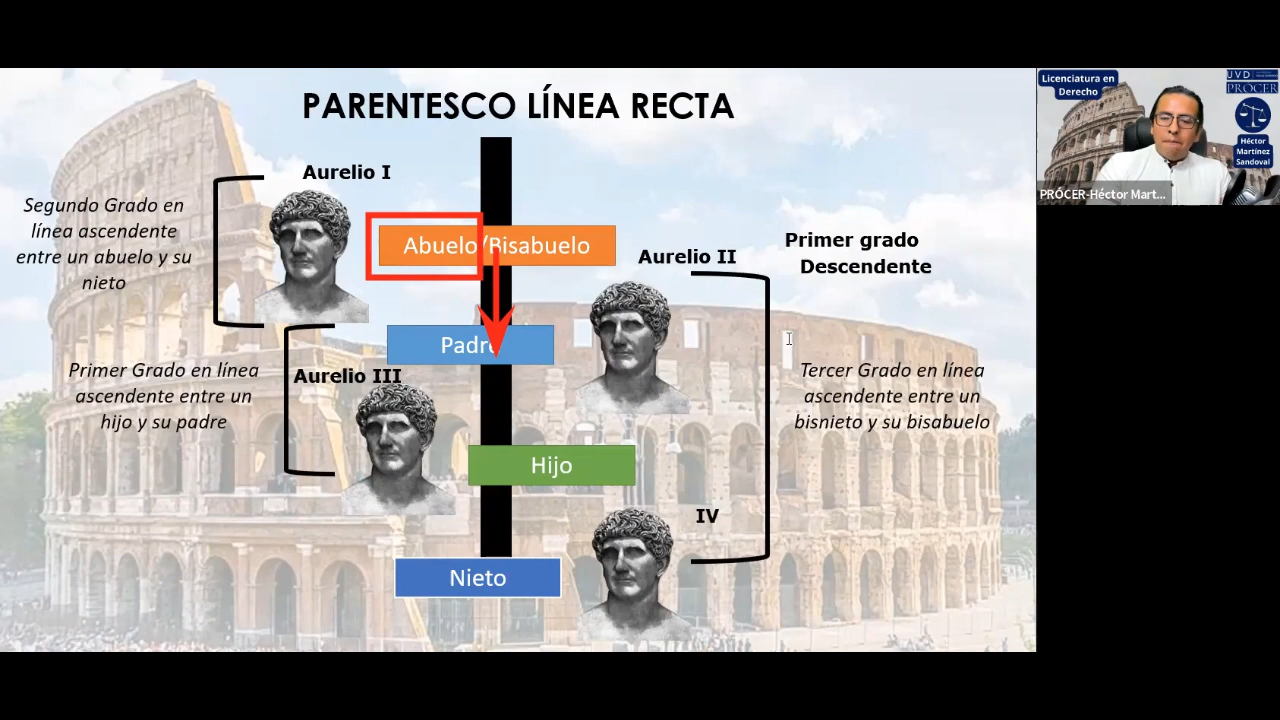 PARENTESCO LÍNEA RECTA
Aurelio I
Segundo Grado en
línea ascendente
entre un abuelo y su
nieto
Abuelo/Bisabuelo
Aurelio II
Primer grado
Descendente
Padre
Primer Grado en línea
ascendente entre un
hijo y su padre
Aurelio III
Tercer Grado en línea
ascendente entre un
bisnieto y su bisabuelo
Hijo
IV
Nieto
Licenciatura en
Derecho
UVD
PRÓCER
Héctor
Martínez
Sandoval
PRÓCER-Héctor Mart...